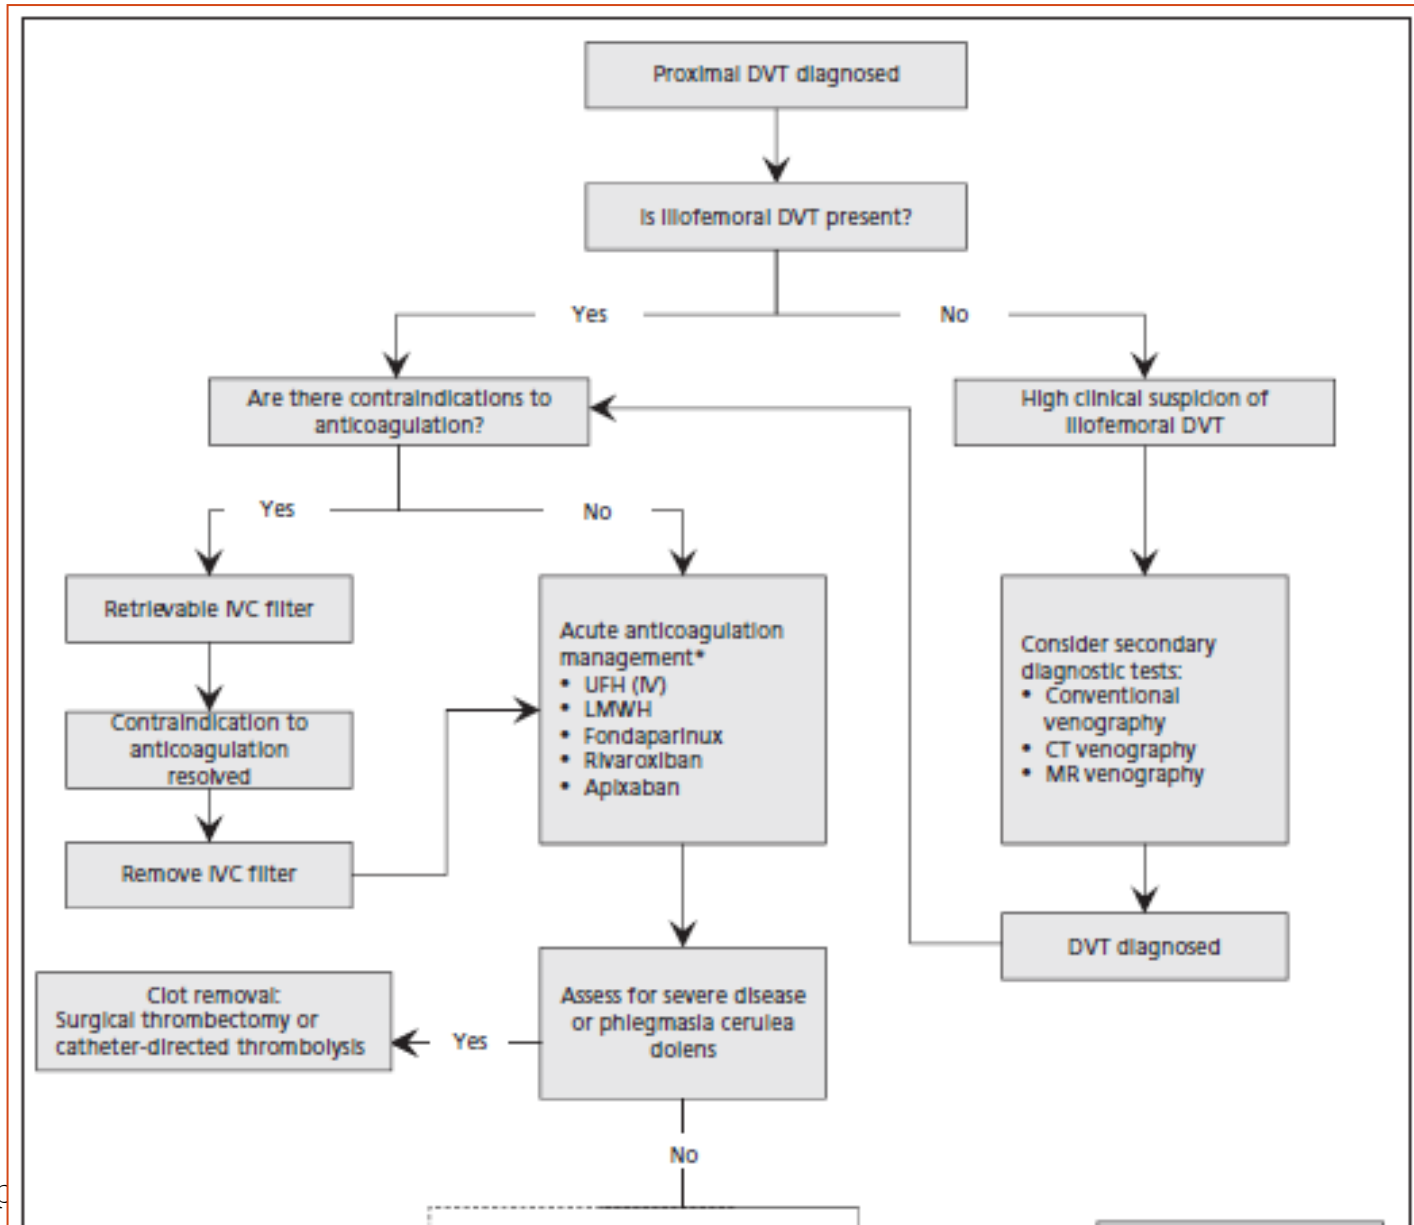 Proximal DVT diagnosed
Is Iliofemoral DVT present?
Yes
No
Are there contraindications to
anticoagulation?
High clinical suspicion of
Iliofemoral DVT
Yes
No
Retrievable IVC filter
Contraindication to
anticoagulation
resolved
Remove IVC filter
Acute anticoagulation
management*
• UFH (IV)
• LMWH
• Fondaparinux
• Rivaroxiban
• Apixaban
Consider secondary
diagnostic tests:
• Conventional
venography
• CT venography
• MR venography
DVT diagnosed
Clot removal:
Surgical thrombectomy or
catheter-directed thrombolysis
Yes
Assess for severe disease
or phlegmasia cerulea
dolens
No